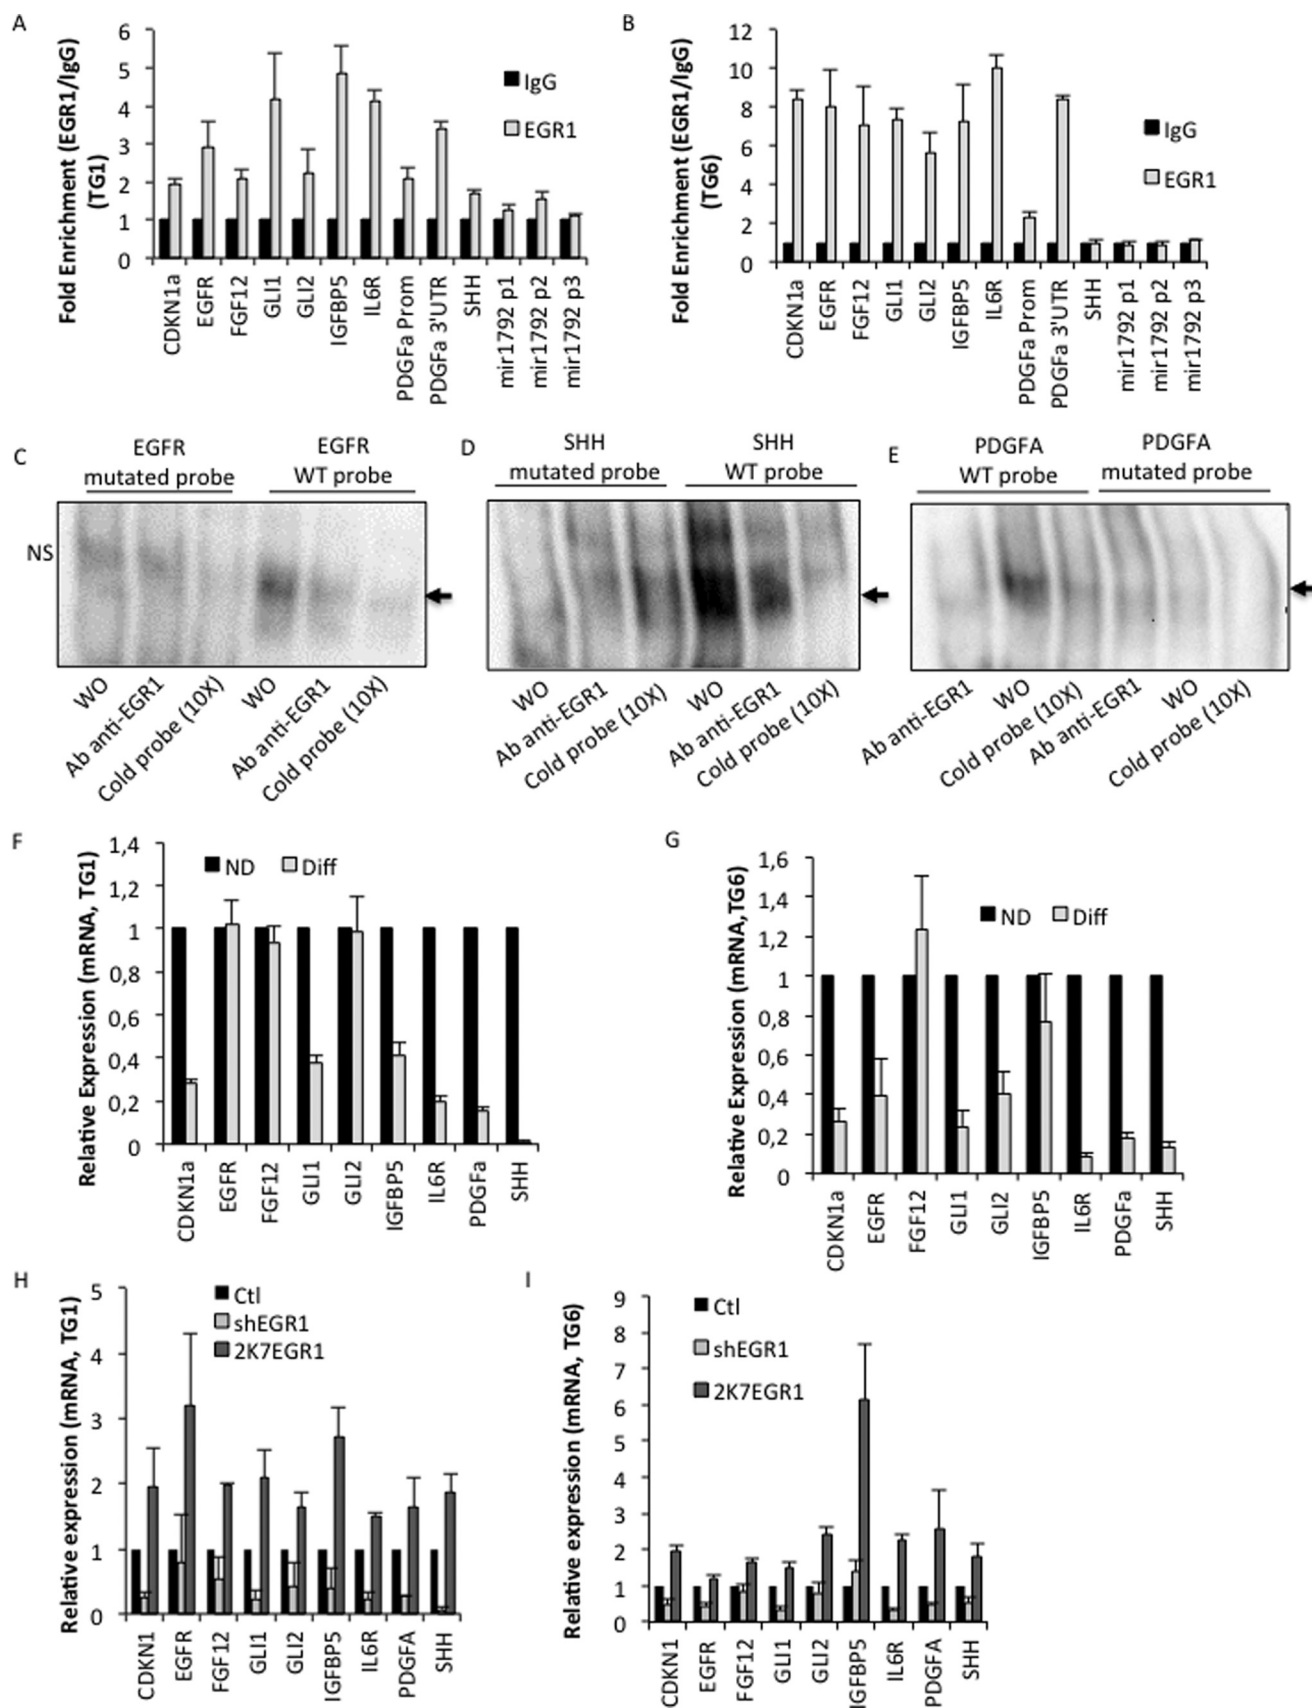 A
Fold Enrichment (EGR1/IgG)
(TG1)
6
5
4
3
2
1
0
IgG
EGR1
CDKN1a
EGFR
FGF12
GLI1
GLI2
IGFBP5
IL6R
PDGFa Prom
PDGFa 3'UTR
SHH
mir1792 p1
mir1792 p2
mir1792 p3
B
Fold Enrichment (EGR1/IgG)
(TG6)
12
10
8
6
4
2
0
IgG
EGR1
CDKN1a
EGFR
FGF12
GLI1
GLI2
IGFBP5
IL6R
PDGFa Prom
PDGFa 3'UTR
SHH
mir1792 p1
mir1792 p2
mir1792 p3
C
EGFR
mutated probe
EGFR
WT probe
NS
WO
Ab anti-EGR1
Cold probe (10X)
WO
Ab anti-EGR1
Cold probe (10X)
D
SHH
mutated probe
SHH
WT probe
WO
Ab anti-EGR1
Cold probe (10X)
WO
Ab anti-EGR1
Cold probe (10X)
E
PDGFA
WT probe
PDGFA
mutated probe
Ab anti-EGR1
WO
Cold probe (10X)
Ab anti-EGR1
WO
Cold probe (10X)
F
Relative Expression (mRNA, TG1)
1,4
1,2
1
0,8
0,6
0,4
0,2
0
ND
Diff
CDKN1a
EGFR
FGF12
GLI1
GLI2
IGFBP5
IL6R
PDGFa
SHH
G
Relative Expression (mRNA,TG6)
1,6
1,4
1,2
1
0,8
0,6
0,4
0,2
0
ND
Diff
CDKN1a
EGFR
FGF12
GLI1
GLI2
IGFBP5
IL6R
PDGFa
SHH
H
Relative expression (mRNA, TG1)
5
4
3
2
1
0
Ctl
shEGR1
2K7EGR1
CDKN1
EGFR
FGF12
GLI1
GLI2
IGFBP5
IL6R
PDGFA
SHH
I
Relative expression (mRNA, TG6)
9
8
7
6
5
4
3
2
1
0
Ctl
shEGR1
2K7EGR1
CDKN1
EGFR
FGF12
GLI1
GLI2
IGFBP5
IL6R
PDGFA
SHH